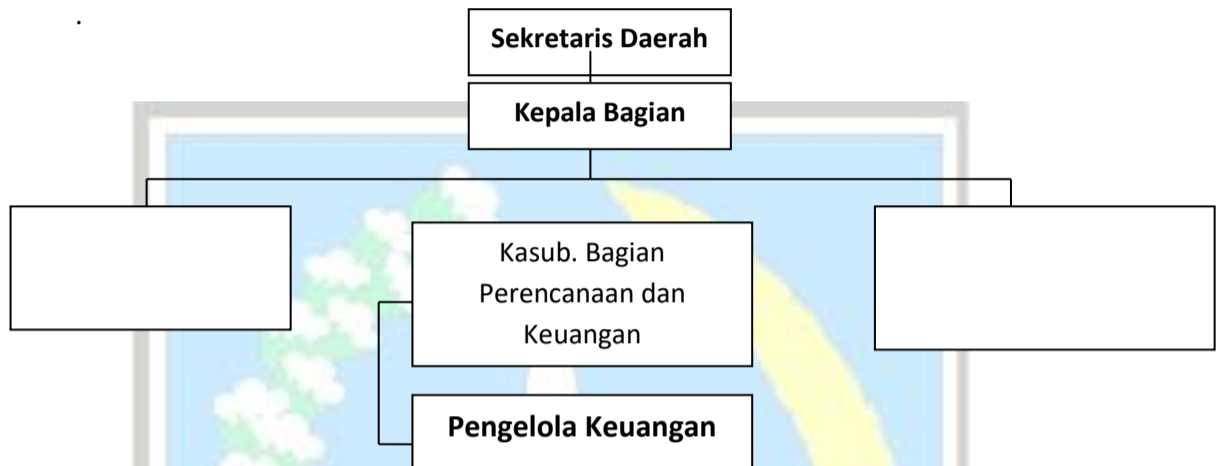 Sekretaris Daerah
Kepala Bagian
Kasub. Bagian
Perencanaan dan
Keuangan
Pengelola Keuangan